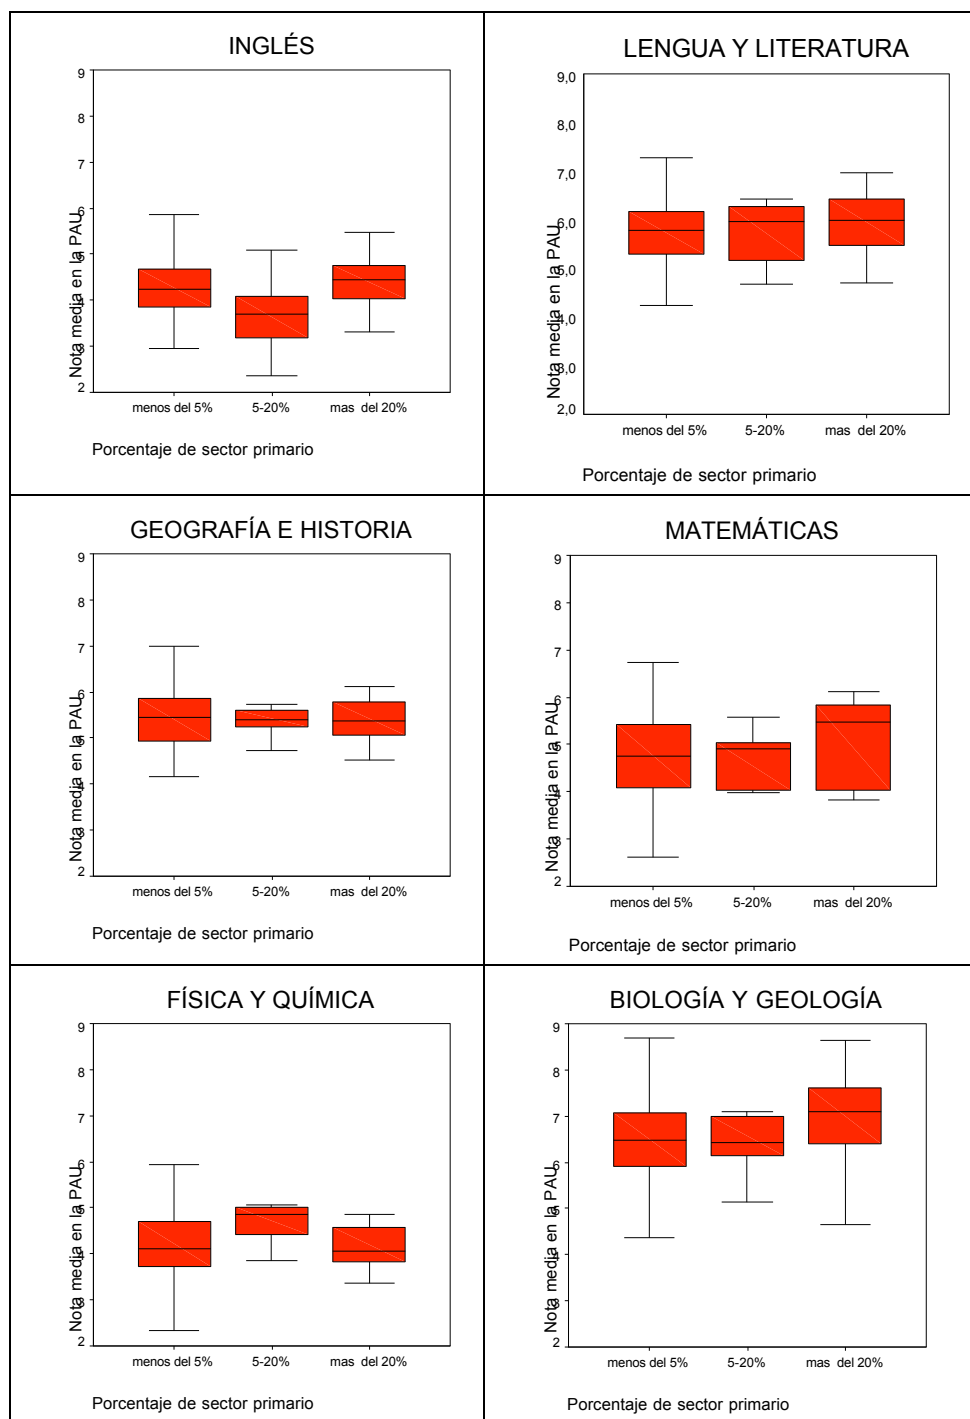 INGLÉS
9
8
7
6
5
4
3
2
Nota media en la PAU
menos del 5% 5-20% mas del 20%
Porcentaje de sector primario
LENGUA Y LITERATURA
9,0
8,0
7,0
6,0
5,0
4,0
3,0
2,0
Nota media en la PAU
menos del 5% 5-20% mas del 20%
Porcentaje de sector primario
GEOGRAFÍA E HISTORIA
9
8
7
6
5
4
3
2
Nota media en la PAU
menos del 5% 5-20% mas del 20%
Porcentaje de sector primario
MATEMÁTICAS
9
8
7
6
5
4
3
2
Nota media en la PAU
menos del 5% 5-20% mas del 20%
Porcentaje de sector primario
FÍSICA Y QUÍMICA
9
8
7
6
5
4
3
2
Nota media en la PAU
menos del 5% 5-20% mas del 20%
Porcentaje de sector primario
BIOLOGÍA Y GEOLOGÍA
9
8
7
6
5
4
3
2
Nota media en la PAU
menos del 5% 5-20% mas del 20%
Porcentaje de sector primario